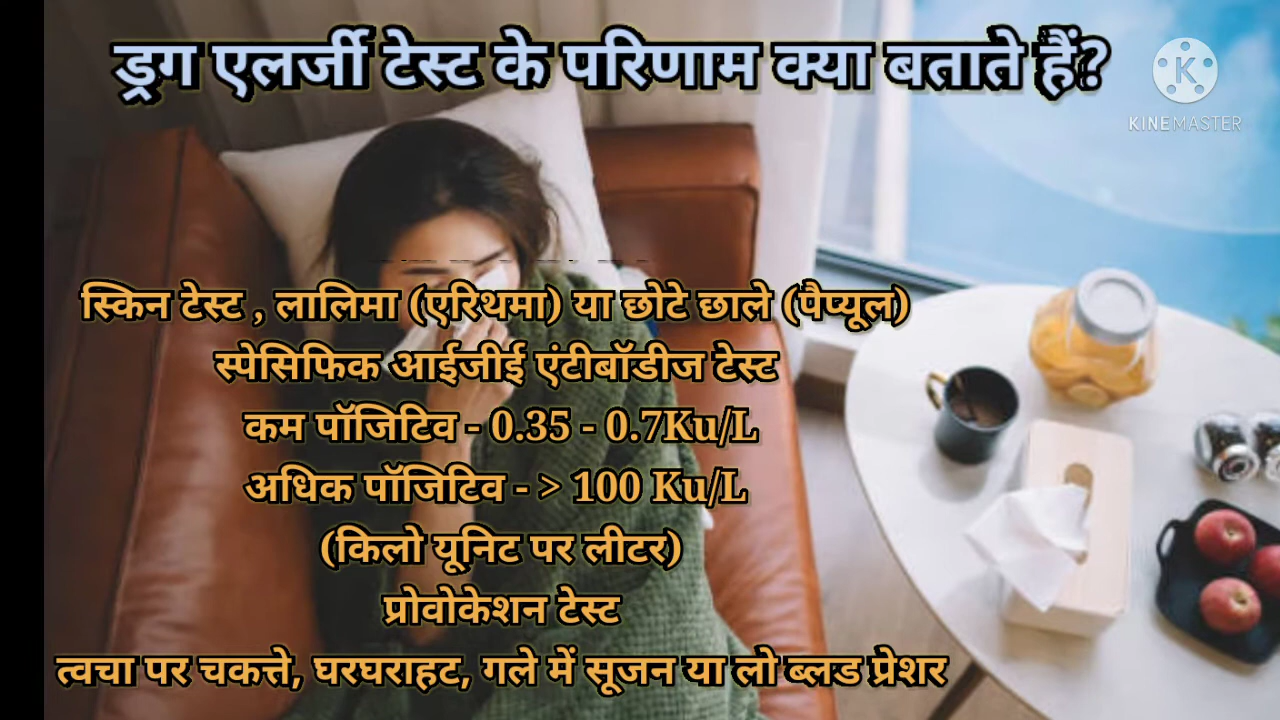 ड्रग एलर्जी टेस्ट के परिणाम क्या बताते हैं?
KINEMASTER
स्किन टेस्ट , लालिमा (एरिथमा) या छोटे छाले (पैप्यूल)
स्पेसिफिक आईजीई एंटीबॉडीज टेस्ट
कम पॉजिटिव - 0.35 - 0.7Ku/L
अधिक पॉजिटिव - > 100 Ku/L
(किलो यूनिट पर लीटर)
प्रोवोकेशन टेस्ट
त्वचा पर चकत्ते, घरघराहट, गले में सूजन या लो ब्लड प्रेशर